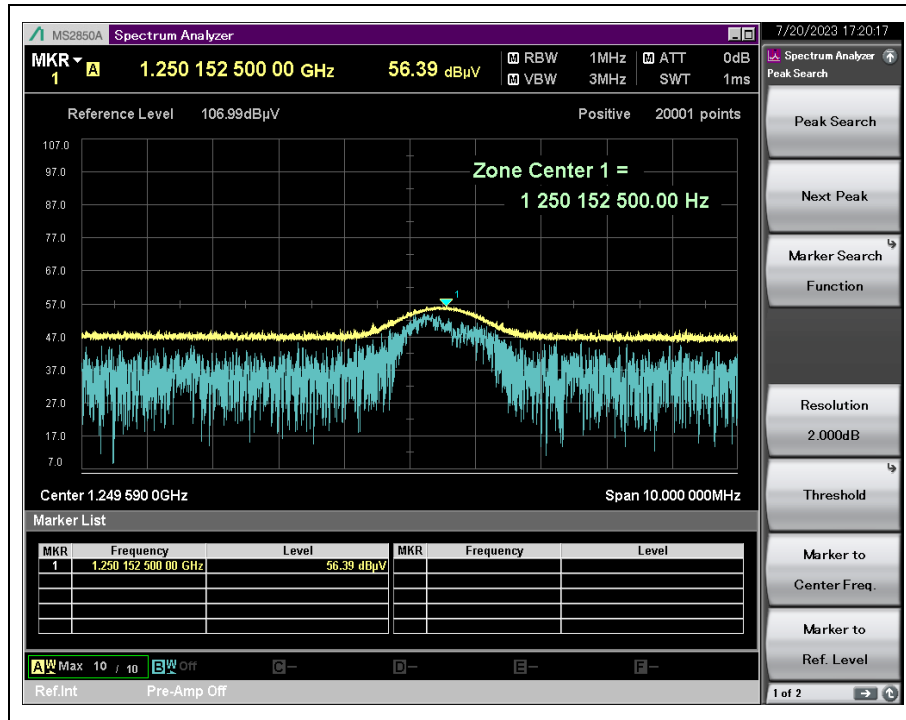 MS2850A Spectrum Analyzer
7/20/2023 17:20:17
MKR 1 A 1.250 152 500 00 GHz 56.39 dBµV
M RBW 1MHz M ATT 0dB
M VBW 3MHz SWT 1ms
Reference Level 106.99dBµV Positive 20001 points
107.0
97.0
87.0
77.0
67.0
57.0
47.0
37.0
27.0
17.0
7.0
Zone Center 1 =
1 250 152 500.00 Hz
1
Center 1.249 590 0GHz Span 10.000 000MHz
Marker List
MKR Frequency Level MKR Frequency Level
1 1.250 152 500 00 GHz 56.39 dBµV
A W Max 10 / 10 B W Off C- D- E- F-
Ref.Int Pre-Amp Off
Spectrum Analyzer
Peak Search
Peak Search
Next Peak
Marker Search
Function
Resolution
2.000dB
Threshold
Marker to
Center Freq.
Marker to
Ref. Level
1 of 2